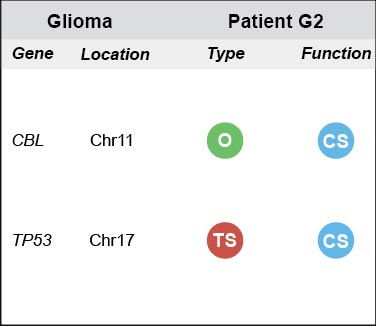 Glioma Patient G2
Gene Location Type Function
CBL Chr11 O CS
TP53 Chr17 TS CS